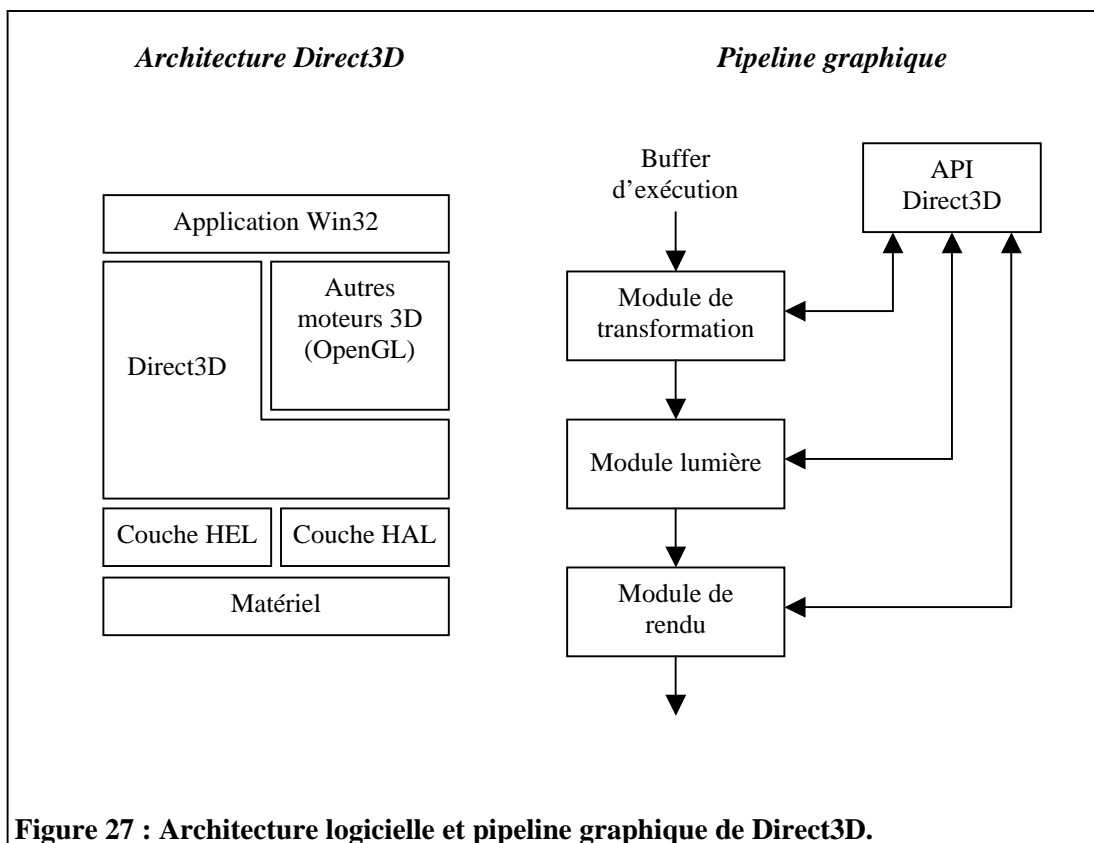 Architecture Direct3D
Application Win32
Direct3D
Autres
moteurs 3D
(OpenGL)
Couche HEL
Couche HAL
Matériel
Pipeline graphique
Buffer
d’exécution
API
Direct3D
Module de
transformation
Module lumière
Module de
rendu
Figure 27 : Architecture logicielle et pipeline graphique de Direct3D.